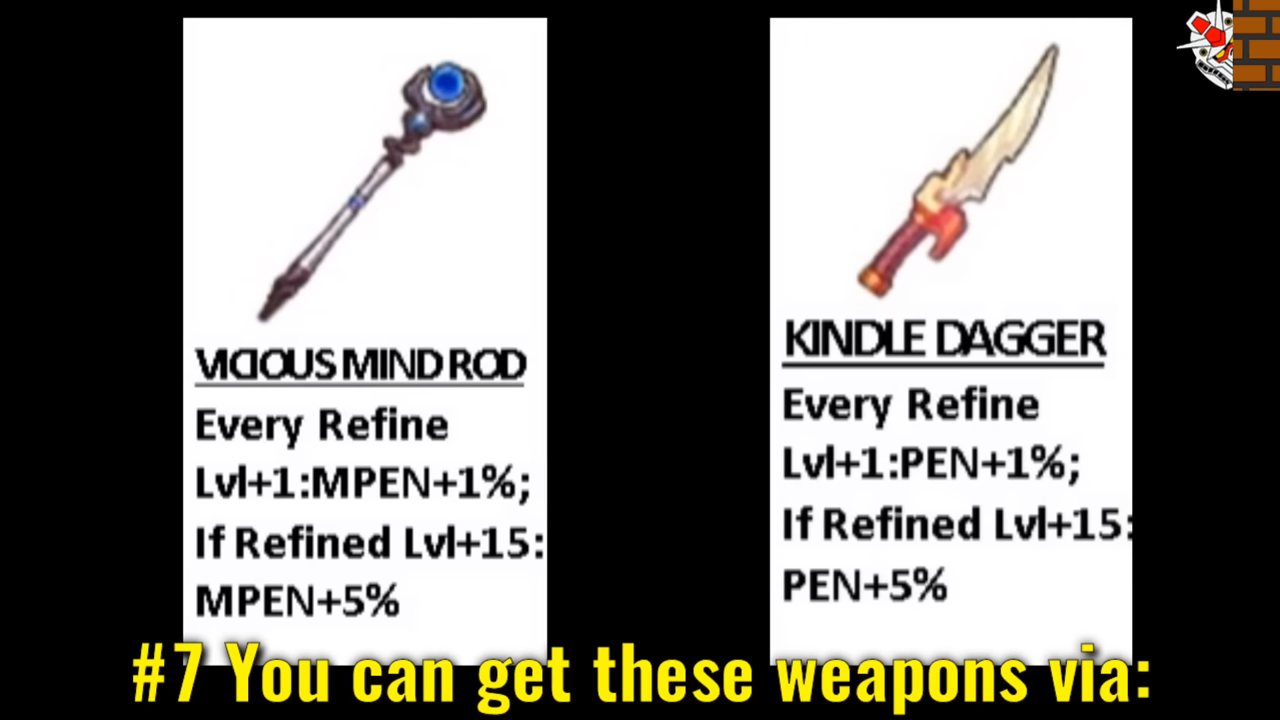 VICIOUS MIND ROD
Every Refine
Lvl+1:MPEN+1%;
If Refined Lvl+15:
MPEN+5%
KINDLE DAGGER
Every Refine
Lvl+1:PEN+1%;
If Refined Lvl+15:
PEN+5%
#7 You can get these weapons via: